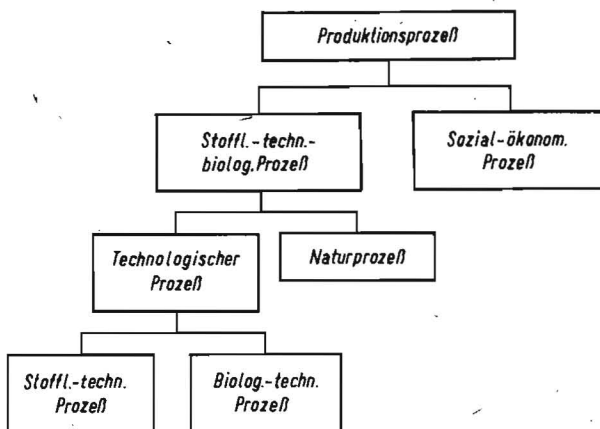 Produktionsprozeß
Stoffl.-techn.-
biolog. Prozeß
Sozial-ökonom.
Prozeß
Technologischer
Prozeß
Naturprozeß
Stoffl.-techn.
Prozeß
Biolog.-techn.
Prozeß